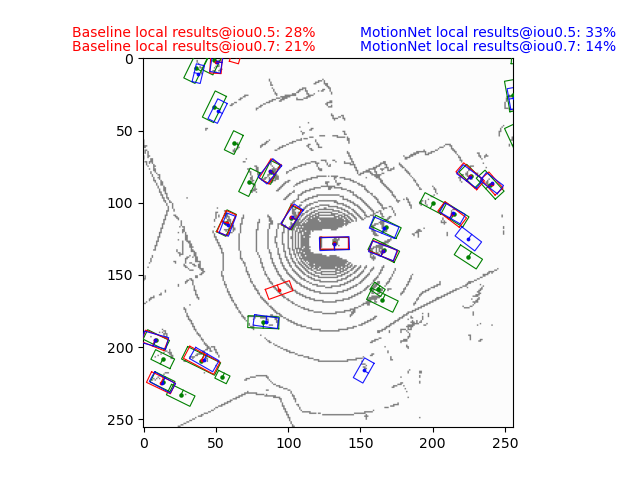 Baseline local results@iou0.5: 28%
MotionNet local results@iou0.5: 33%
Baseline local results@iou0.7: 21%
MotionNet local results@iou0.7: 14%
0
50
100
150
200
250
0 50 100 150 200 250